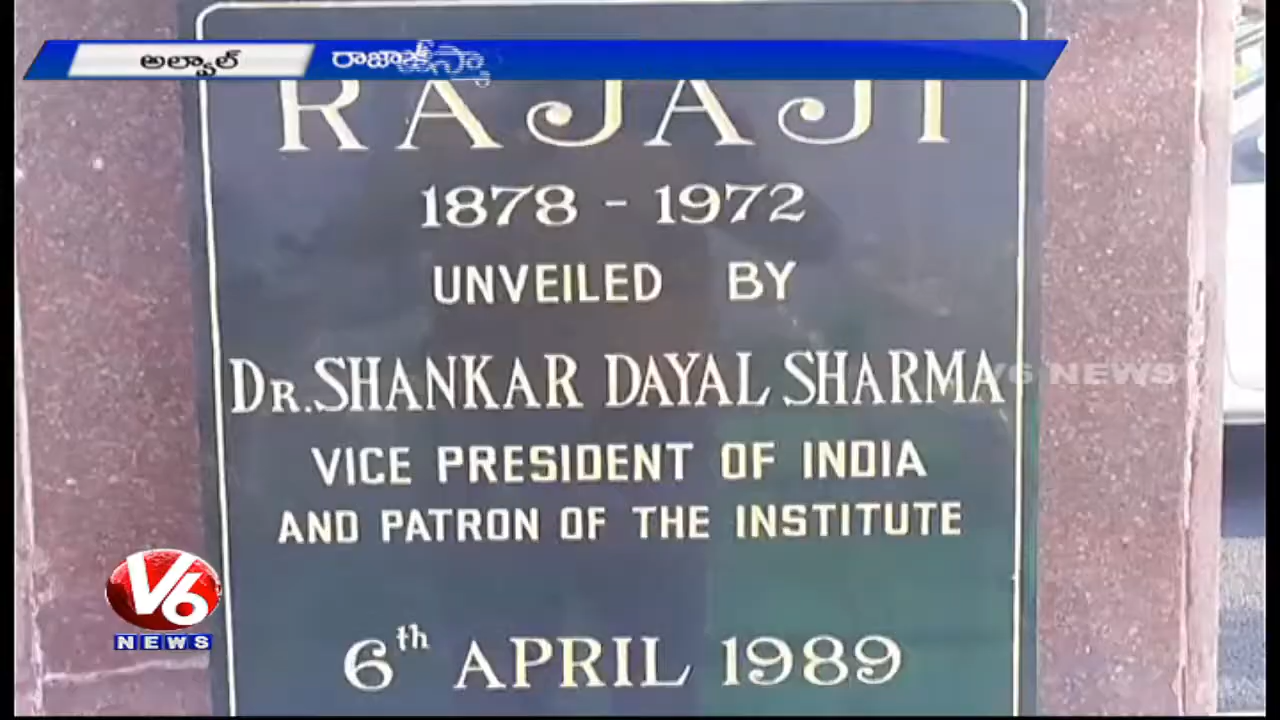 అల్వాల్
RAJAJI
1878 - 1972
UNVEILED BY
DR. SHANKAR DAYAL SHARMA
V6 NEWS
VICE PRESIDENT OF INDIA
AND PATRON OF THE INSTITUTE
V6
NEWS
6th APRIL 1989